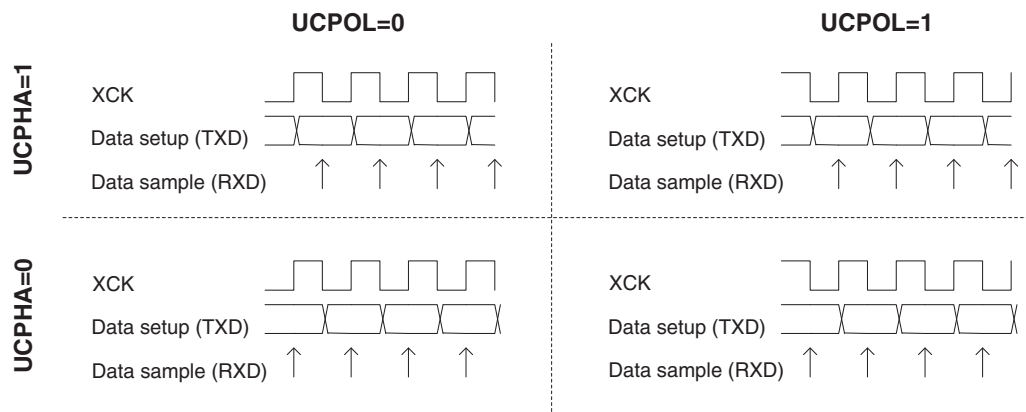 UCPOL=0
UCPOL=1
UCPHA=1
XCK
Data setup (TXD)
Data sample (RXD)
XCK
Data setup (TXD)
Data sample (RXD)
UCPHA=0
XCK
Data setup (TXD)
Data sample (RXD)
XCK
Data setup (TXD)
Data sample (RXD)